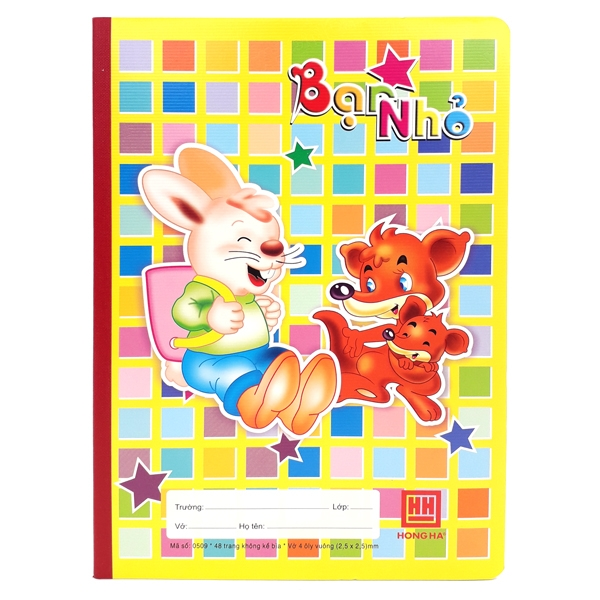 Bạn
Nhỏ
Trường: Lớp:
Vở: Họ tên:
HH
HONG HA
Mã số: 0509 * 48 trang không kể bìa * Vở 4 ôly vuông (2,5 x 2,5)mm